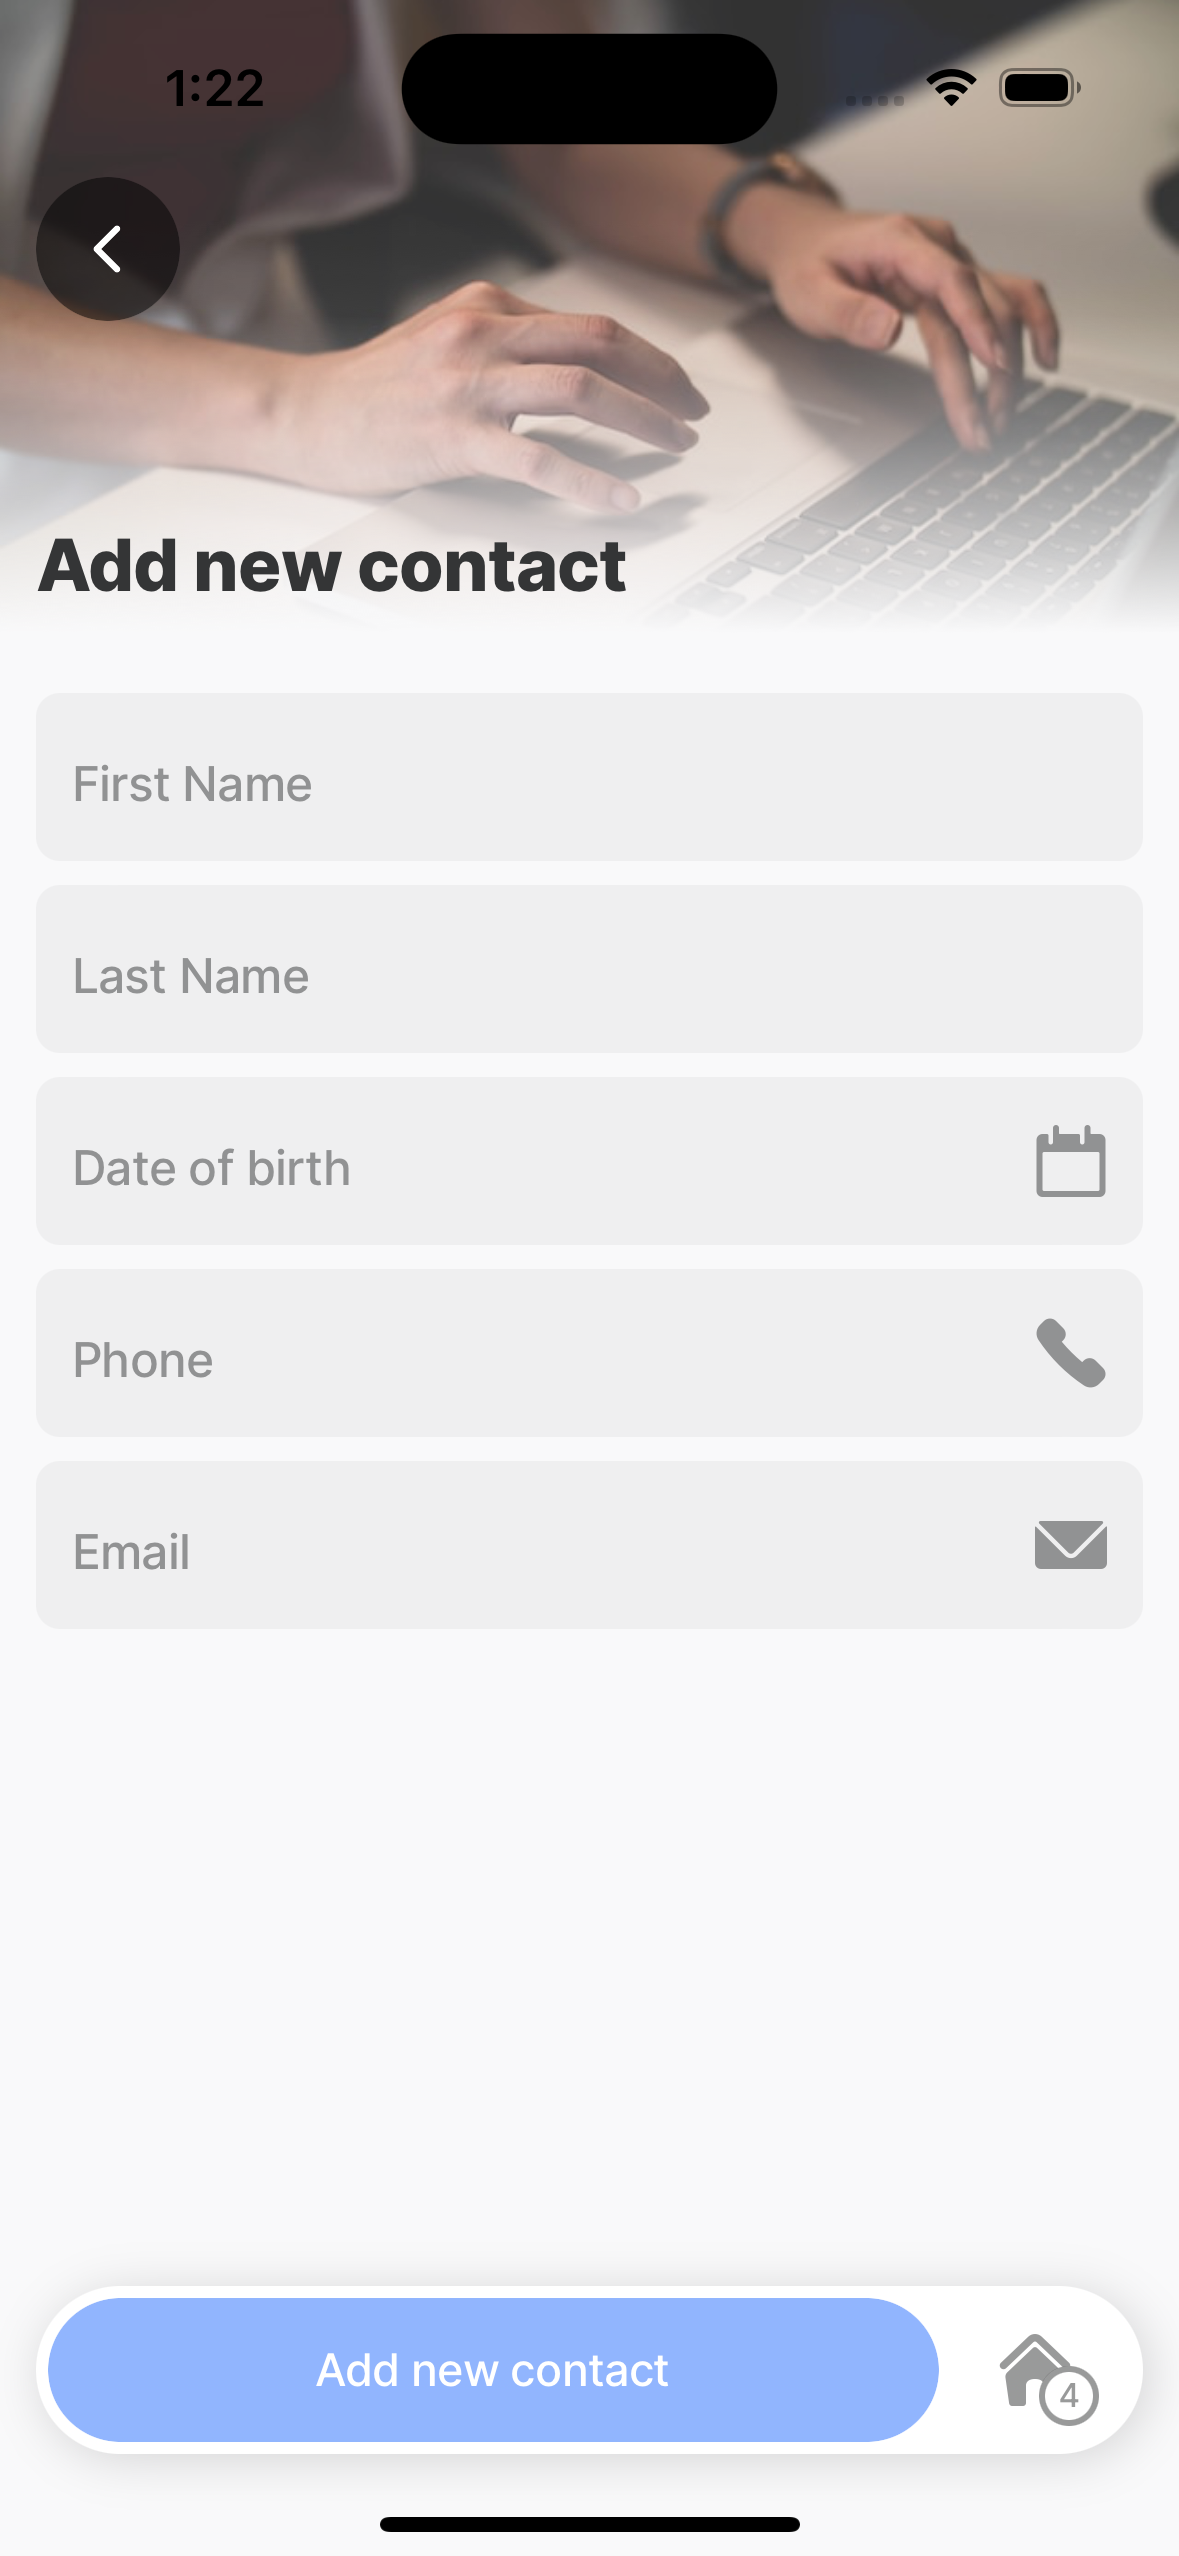 1:22
Add new contact
First Name
Last Name
Date of birth
Phone
Email
Add new contact
4